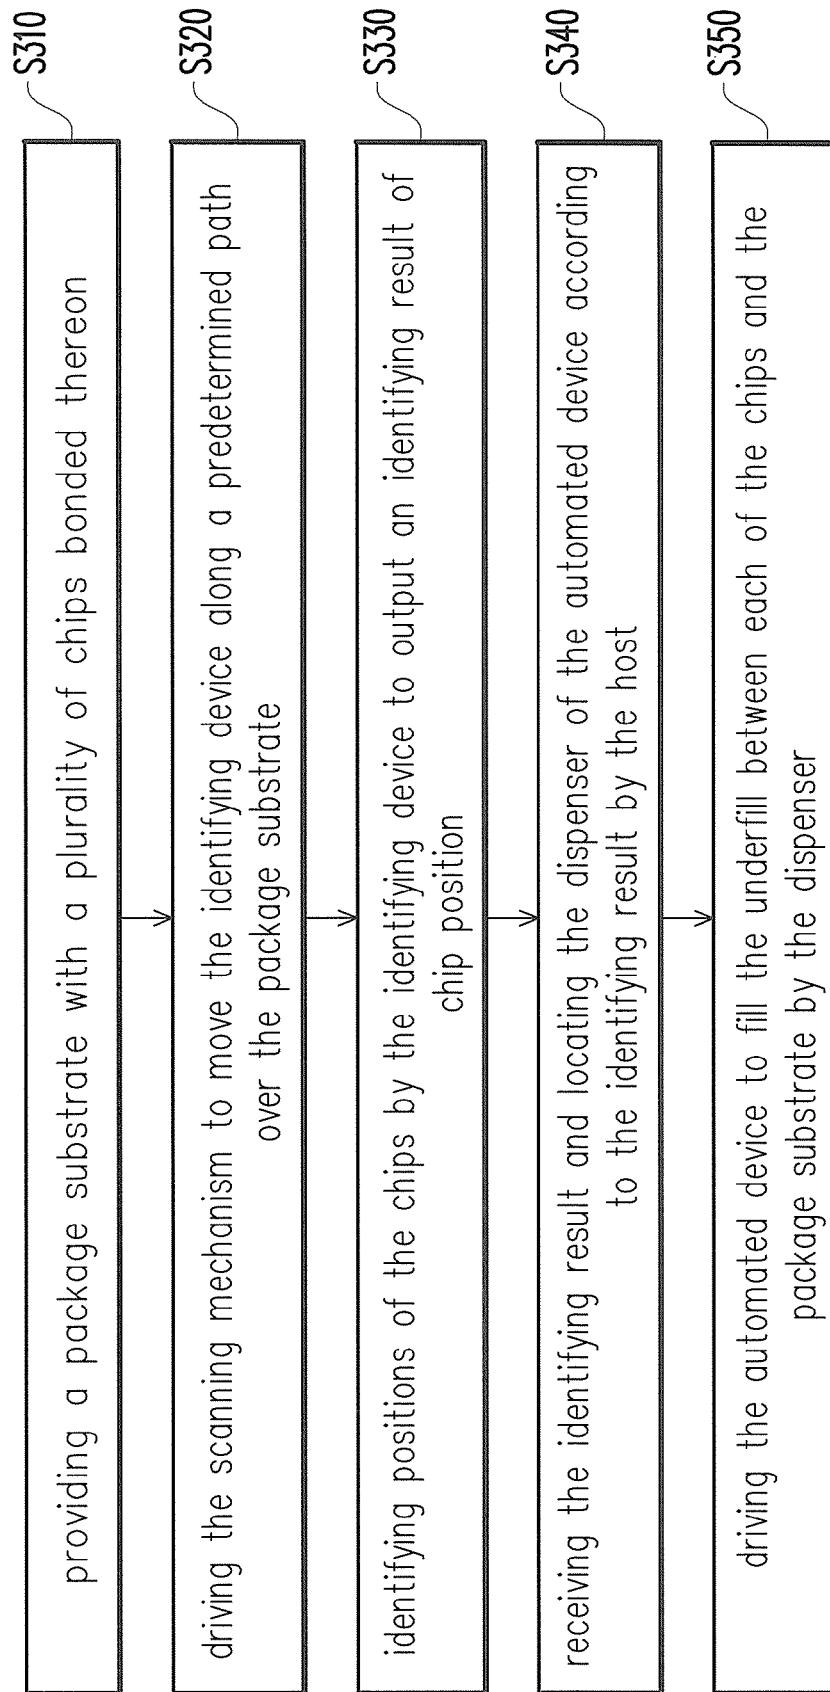 S310
providing a package substrate with a plurality of chips bonded thereon
S320
driving the scanning mechanism to move the identifying device along a predetermined path
over the package substrate
S330
identifying positions of the chips by the identifying device to output an identifying result of
chip position
S340
receiving the identifying result and locating the dispenser of the automated device according
to the identifying result by the host
S350
driving the automated device to fill the underfill between each of the chips and the
package substrate by the dispenser